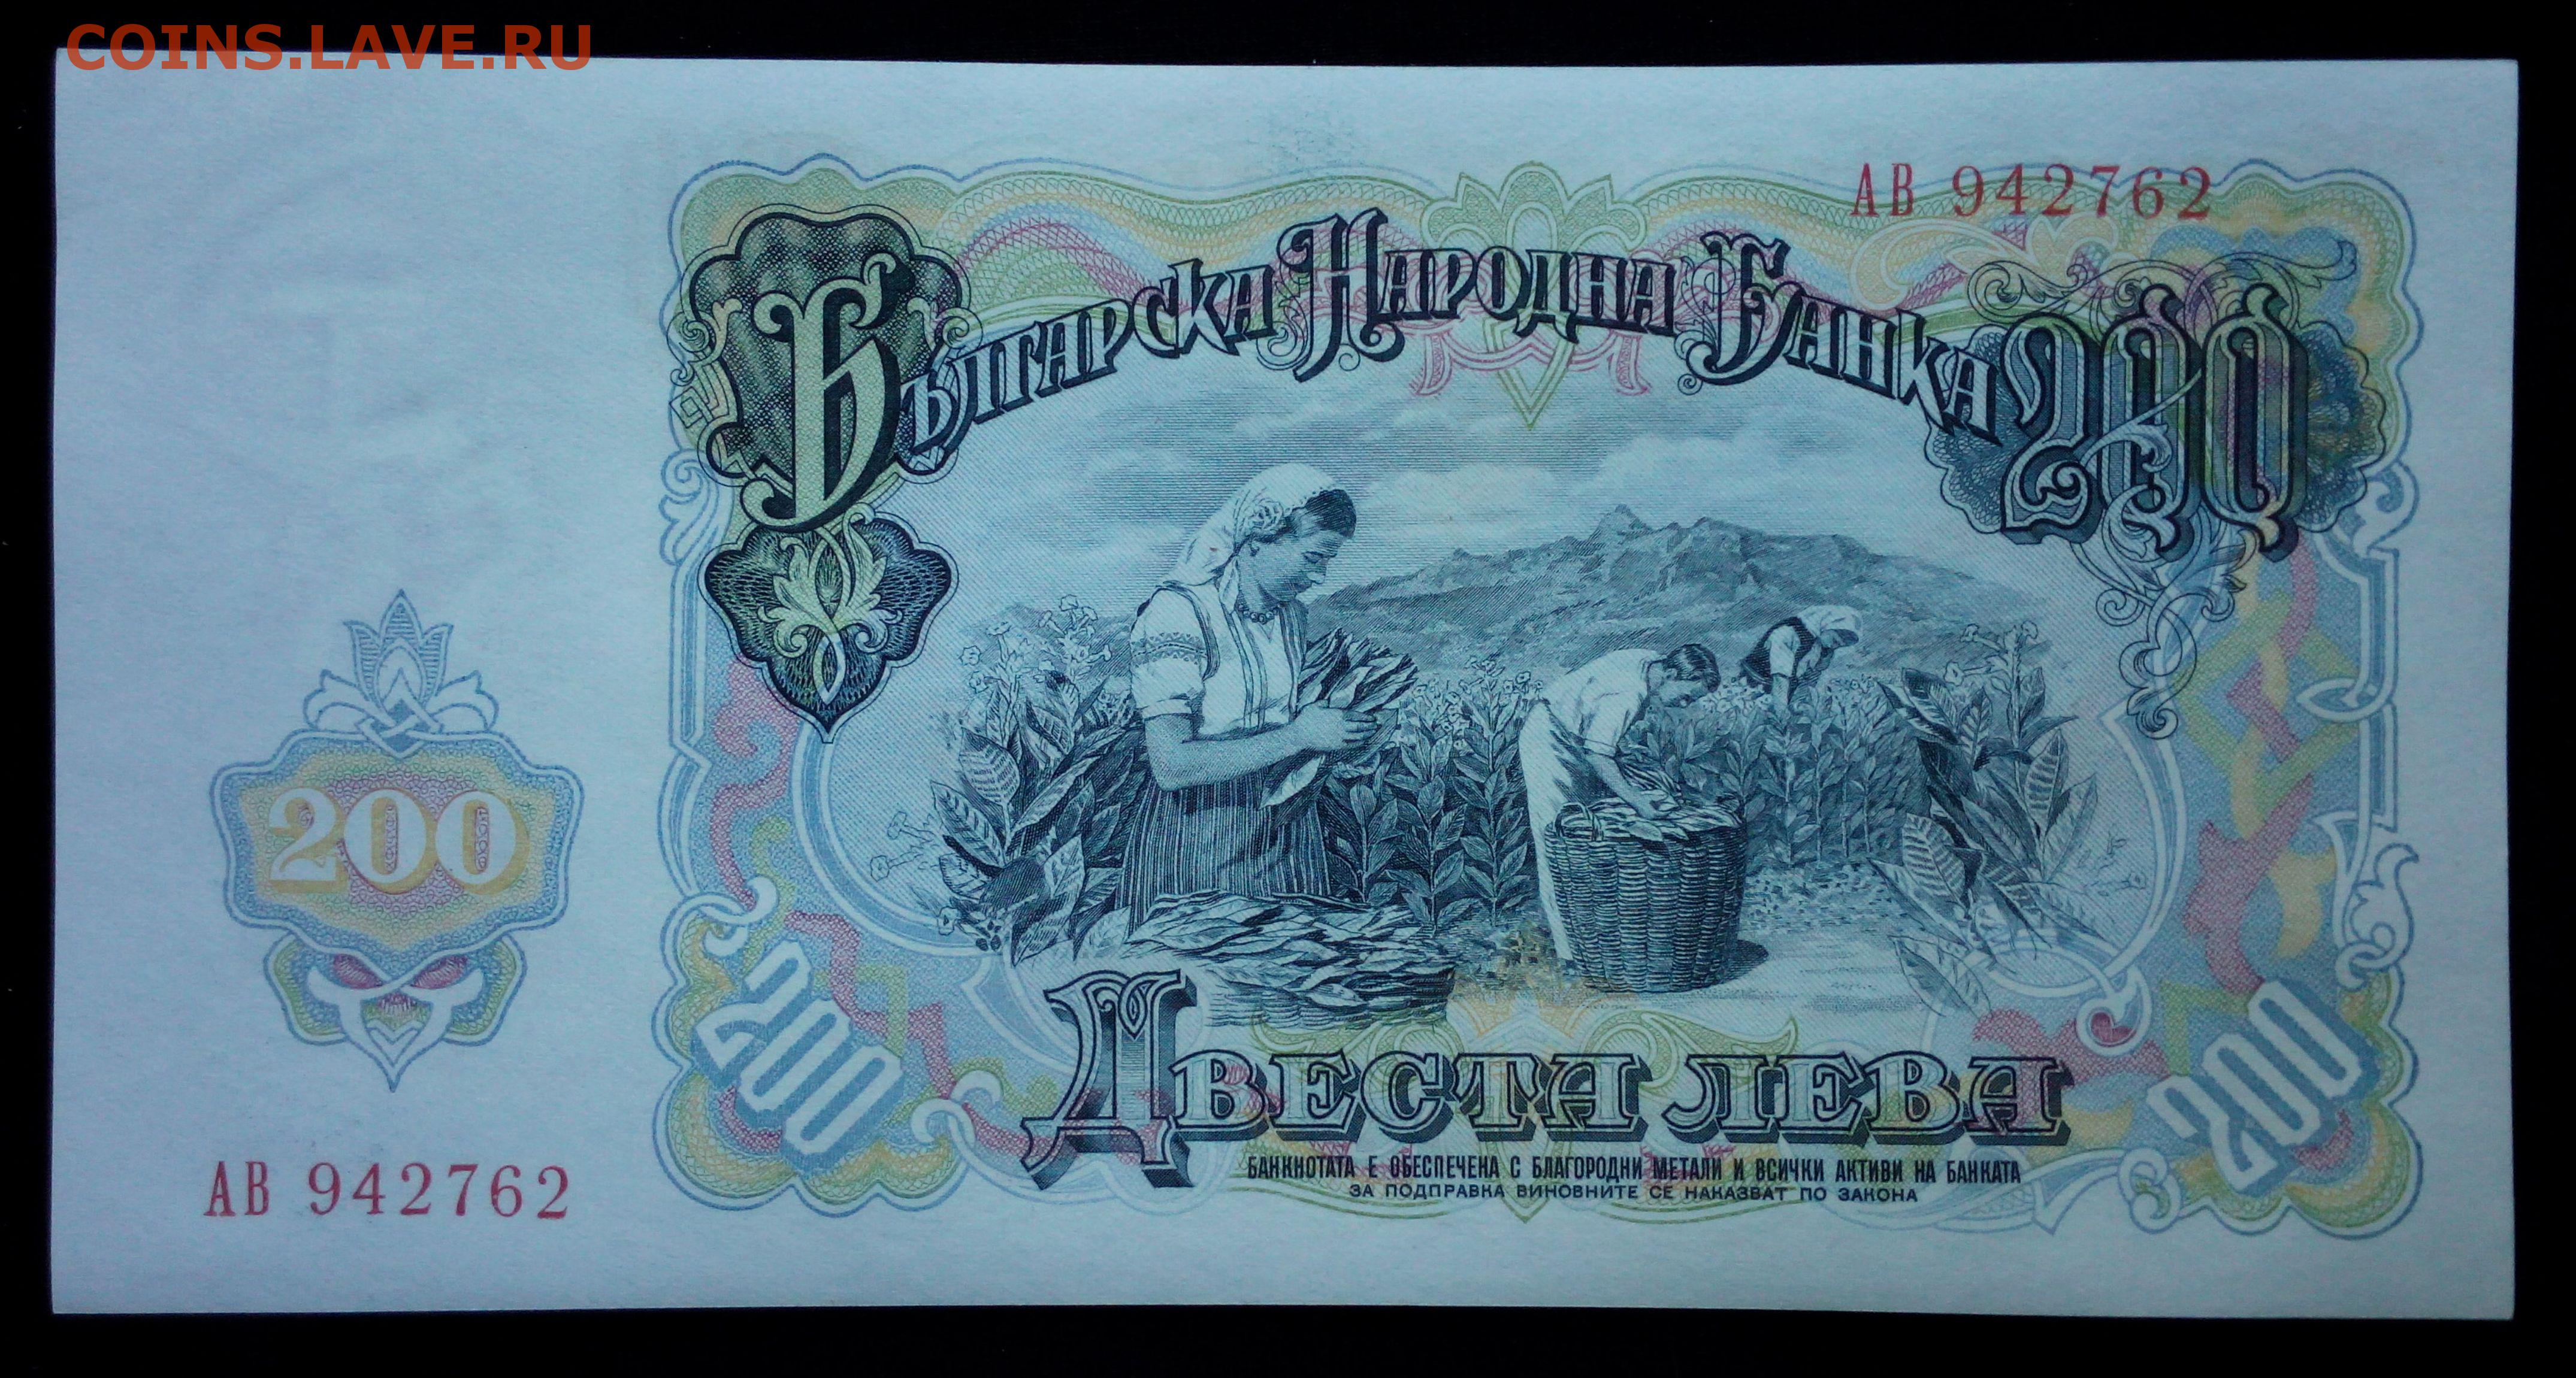 COINS.LAVE.RU
АВ 942762
Българска Народна Банка
200
200
200
200
Двеста лева
БАНКНОТАТА Е ОБЕСПЕЧЕНА С БЛАГОРОДНИ МЕТАЛИ И ВСИЧКИ АКТИВИ НА БАНКАТА
ЗА ПОДПРАВКА ВИНОВНИТЕ СЕ НАКАЗВАТ ПО ЗАКОНА
АВ 942762